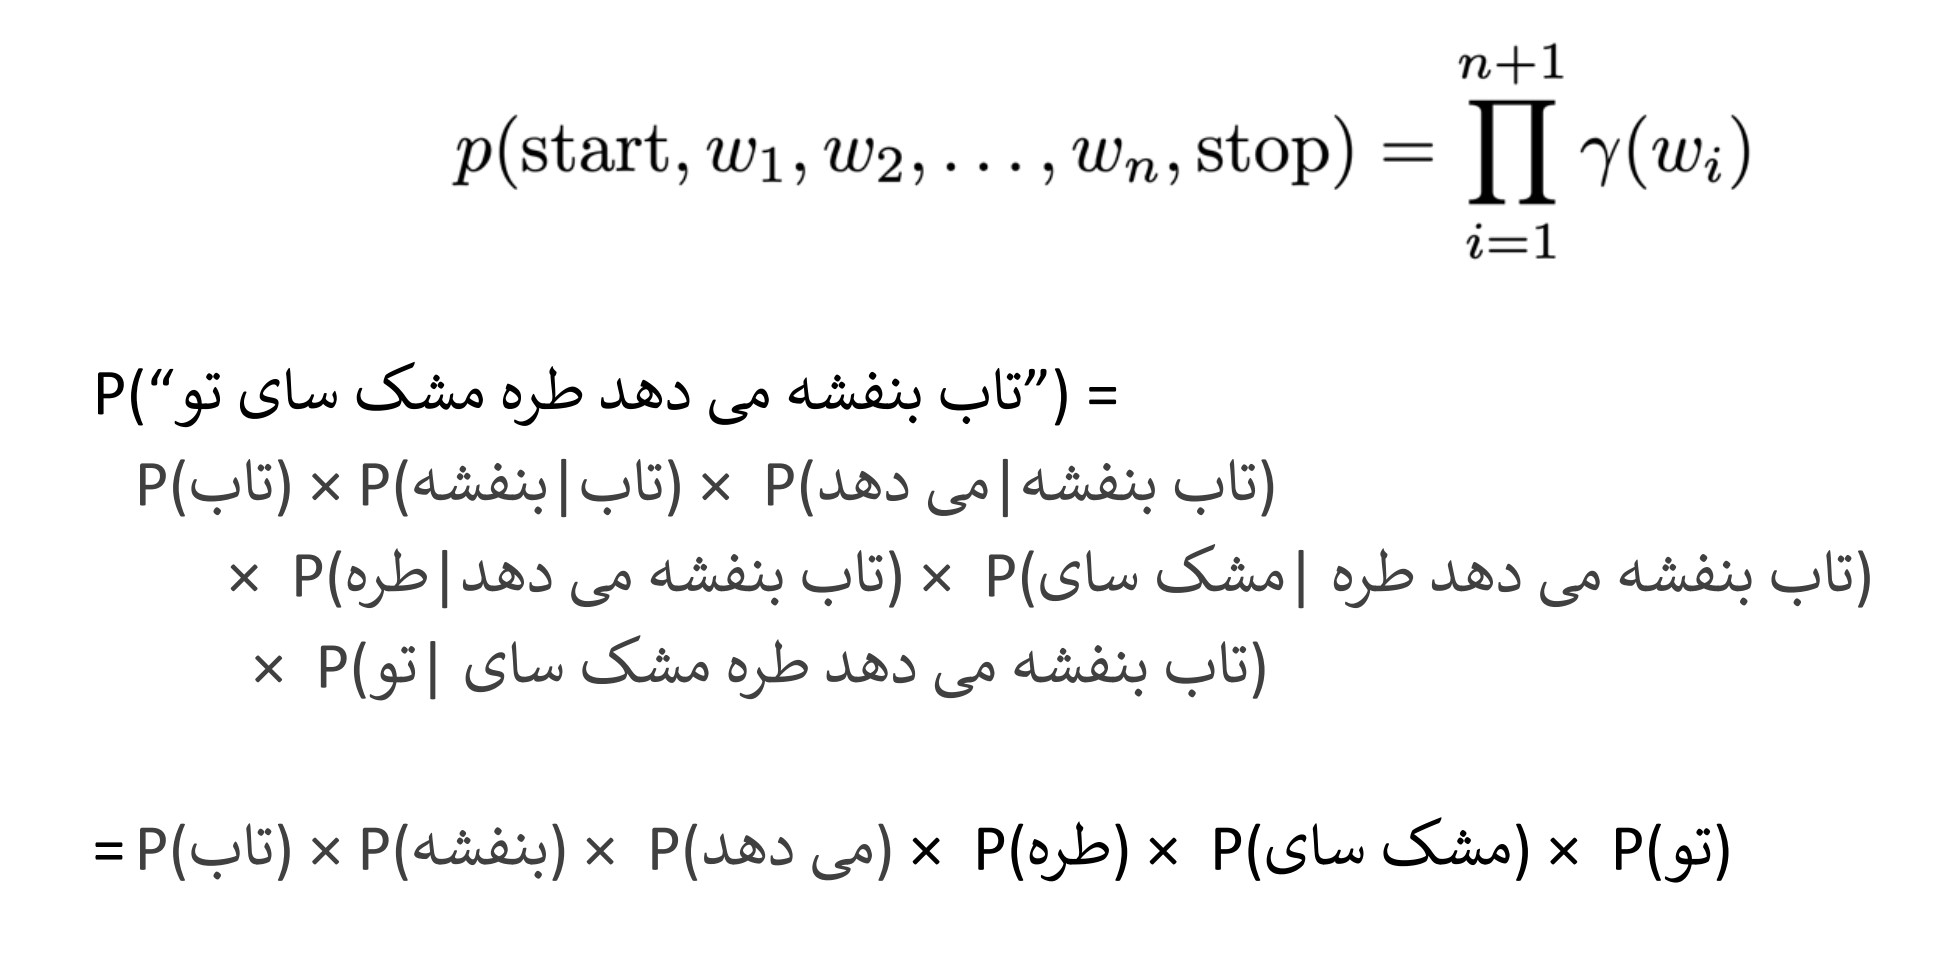 p(start, w₁, w₂, . . . , wₙ, stop) = ∏_{i=1}^{n+1} γ(wᵢ)
P(“تاب بنفشه می دهد طره مشک سای تو”) =
P(تاب) × P(بنفشه|تاب) × P(می دهد|تاب بنفشه)
× P(طره|تاب بنفشه می دهد) × P(مشک سای| تاب بنفشه می دهد طره)
× P(تو| تاب بنفشه می دهد طره مشک سای)
= P(تاب) × P(بنفشه) × P(می دهد) × P(طره) × P(مشک سای) × P(تو)